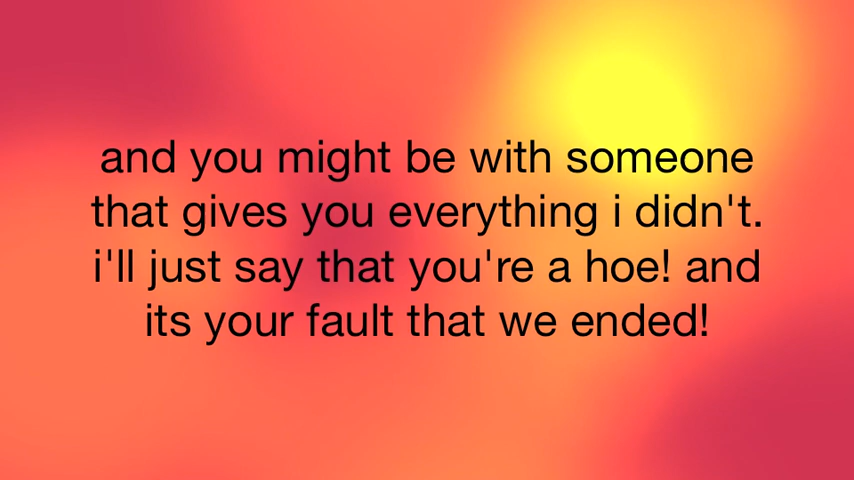 and you might be with someone
that gives you everything i didn't.
i'll just say that you're a hoe! and
its your fault that we ended!